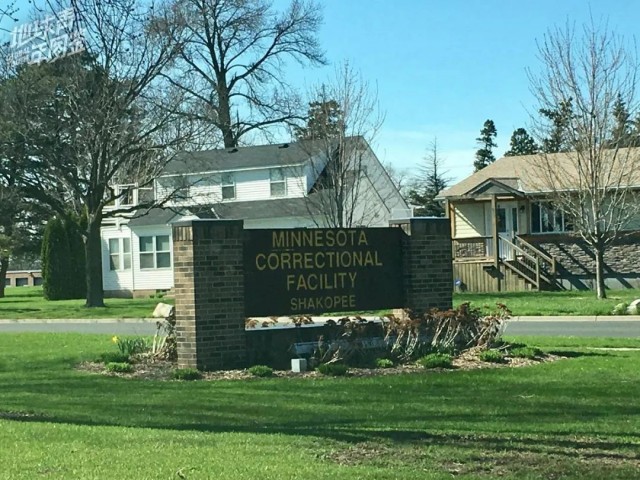 MINNESOTA
CORRECTIONAL
FACILITY
SHAKOPEE